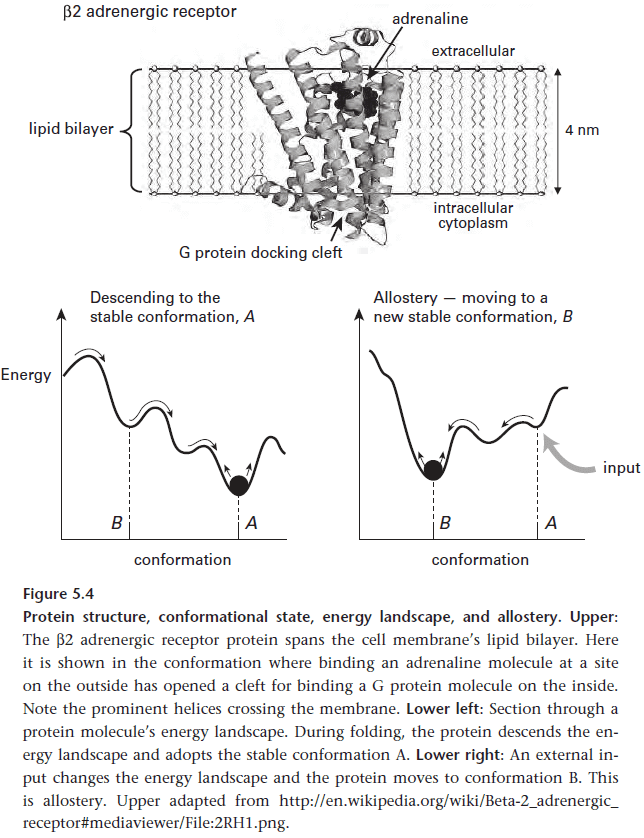 β2 adrenergic receptor
adrenaline
extracellular
lipid bilayer
4 nm
intracellular
cytoplasm
G protein docking cleft
Descending to the
stable conformation, A
Energy
B
A
conformation
Allostery — moving to a
new stable conformation, B
input
B
A
conformation
Figure 5.4
Protein structure, conformational state, energy landscape, and allostery. Upper:
The β2 adrenergic receptor protein spans the cell membrane's lipid bilayer. Here
it is shown in the conformation where binding an adrenaline molecule at a site
on the outside has opened a cleft for binding a G protein molecule on the inside.
Note the prominent helices crossing the membrane. Lower left: Section through a
protein molecule's energy landscape. During folding, the protein descends the en-
ergy landscape and adopts the stable conformation A. Lower right: An external in-
put changes the energy landscape and the protein moves to conformation B. This
is allostery. Upper adapted from http://en.wikipedia.org/wiki/Beta-2_adrenergic_
receptor#mediaviewer/File:2RH1.png.